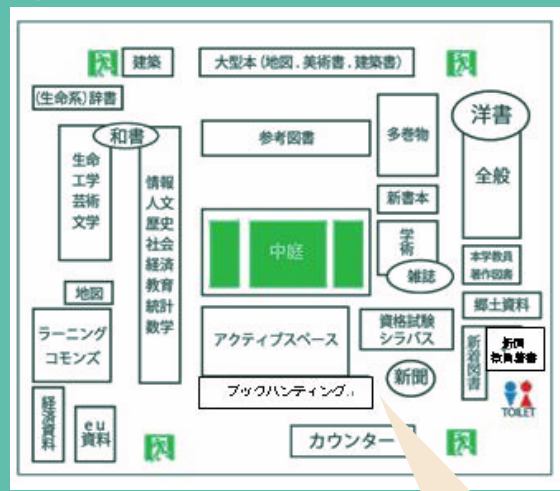 建築
大型本(地図.美術書.建築書)
(生命系)辞書
和書
生命
工学
芸術
文学
情報
人文
歴史
社会
経済
教育
統計
数学
参考図書
多巻物
洋書
全般
新書本
中庭
学術
雑誌
本学教員
著作図書
地図
郷土資料
ラーニング
コモンズ
アクティブスペース
資格試験
シラバス
新着図書
教員著書
ブックハンティング
新聞
TOILET
経済資料
eu
資料
カウンター